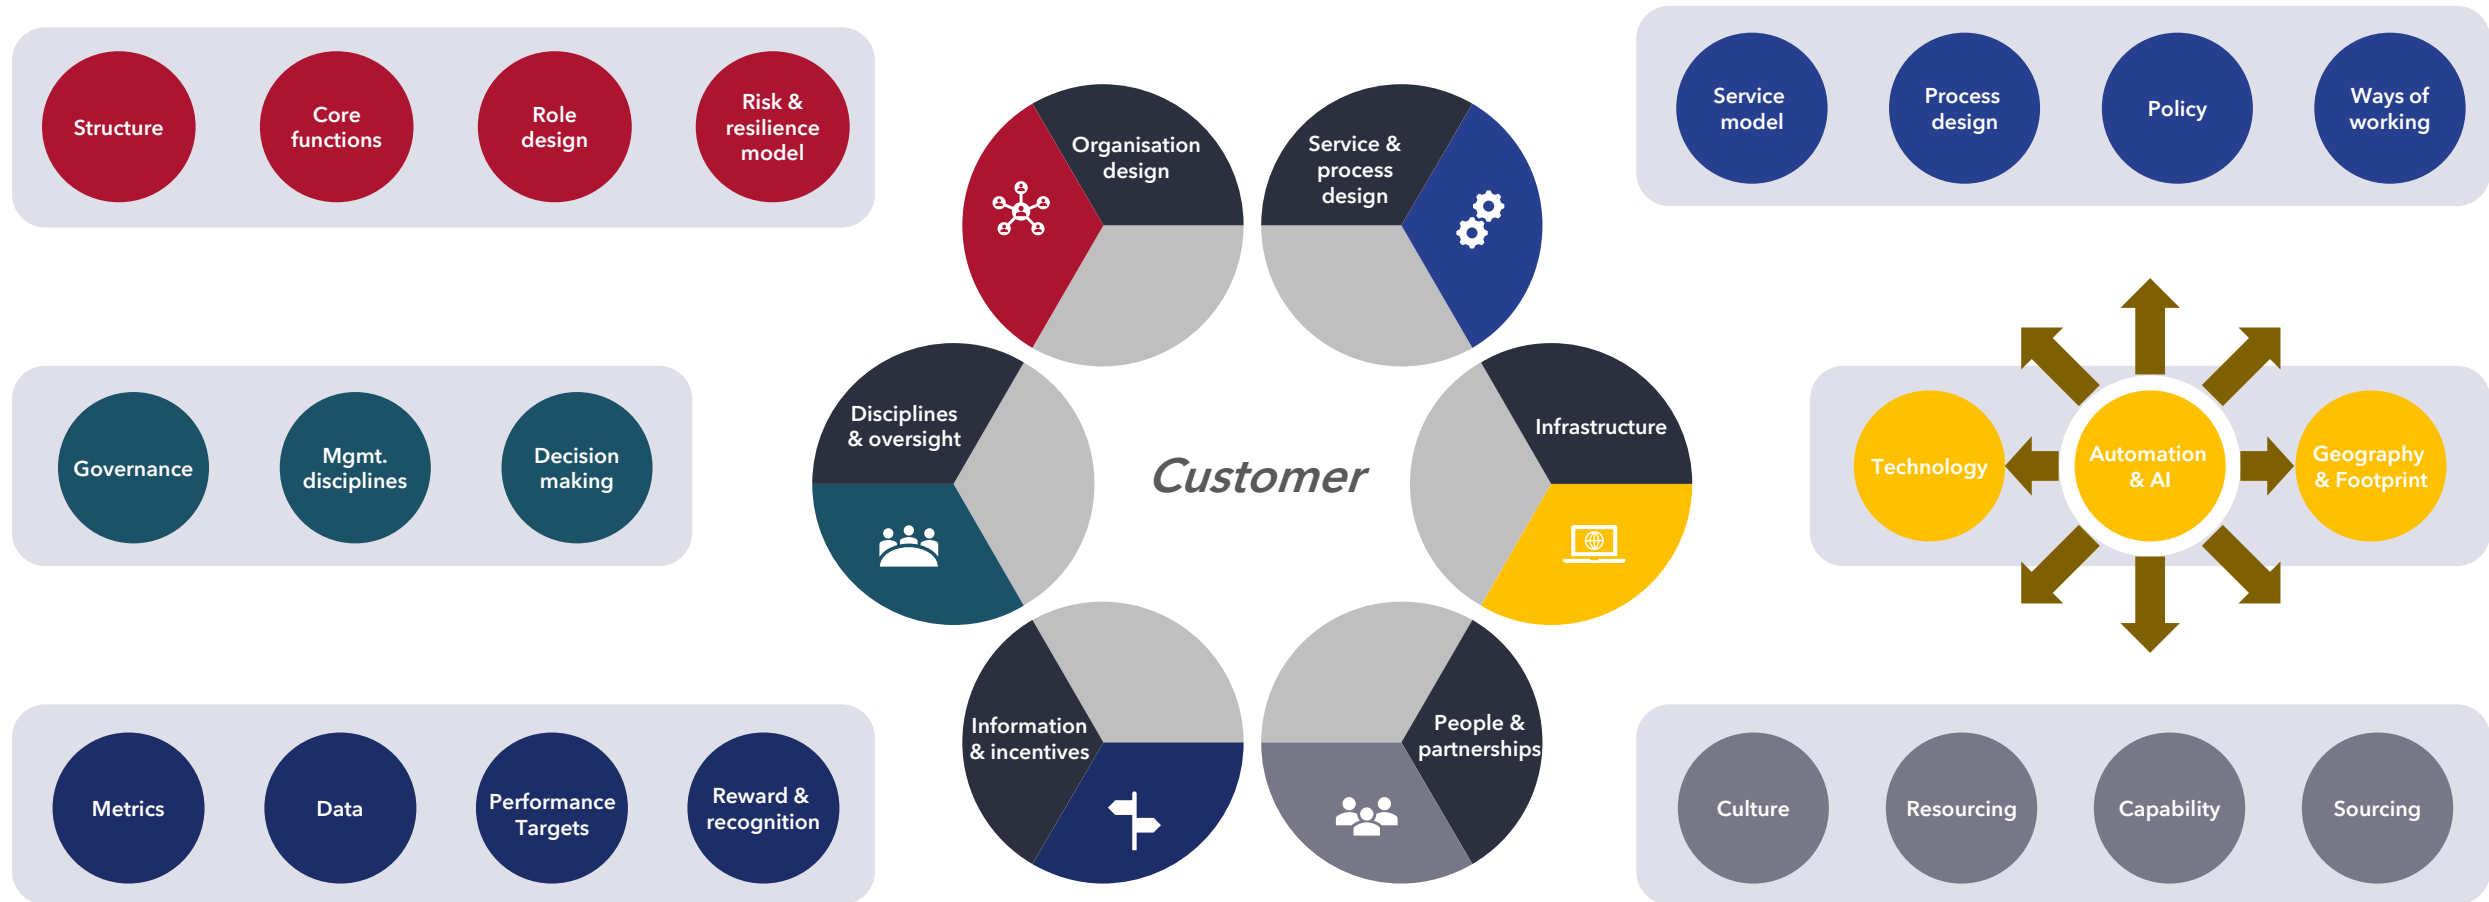 Structure
Core
functions
Role
design
Risk &
resilience
model
Organisation
design
Service &
process
design
Service
model
Process
design
Policy
Ways of
working
Governance
Mgmt.
disciplines
Decision
making
Disciplines
& oversight
Customer
Infrastructure
Technology
Automation
& AI
Geography
& Footprint
Metrics
Data
Performance
Targets
Reward &
recognition
Information
& incentives
People &
partnerships
Culture
Resourcing
Capability
Sourcing